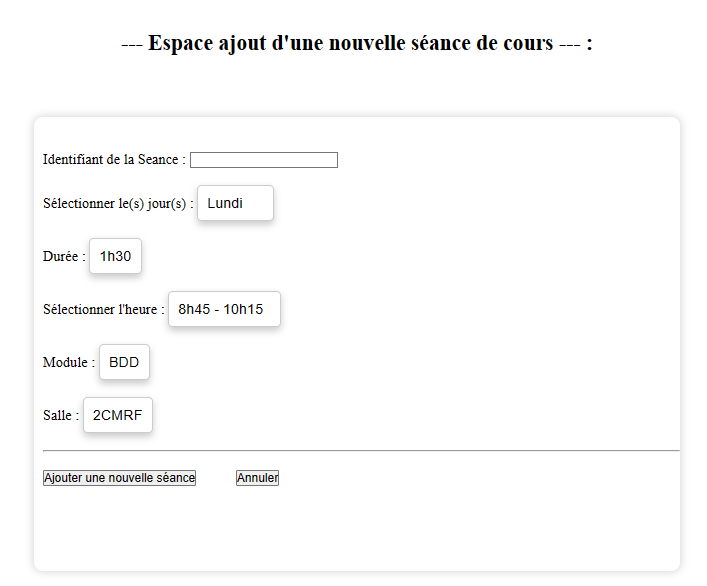 --- Espace ajout d'une nouvelle séance de cours --- :
Identifiant de la Seance :
Sélectionner le(s) jour(s) : Lundi
Durée : 1h30
Sélectionner l'heure : 8h45 - 10h15
Module : BDD
Salle : 2CMRF
Ajouter une nouvelle séance Annuler